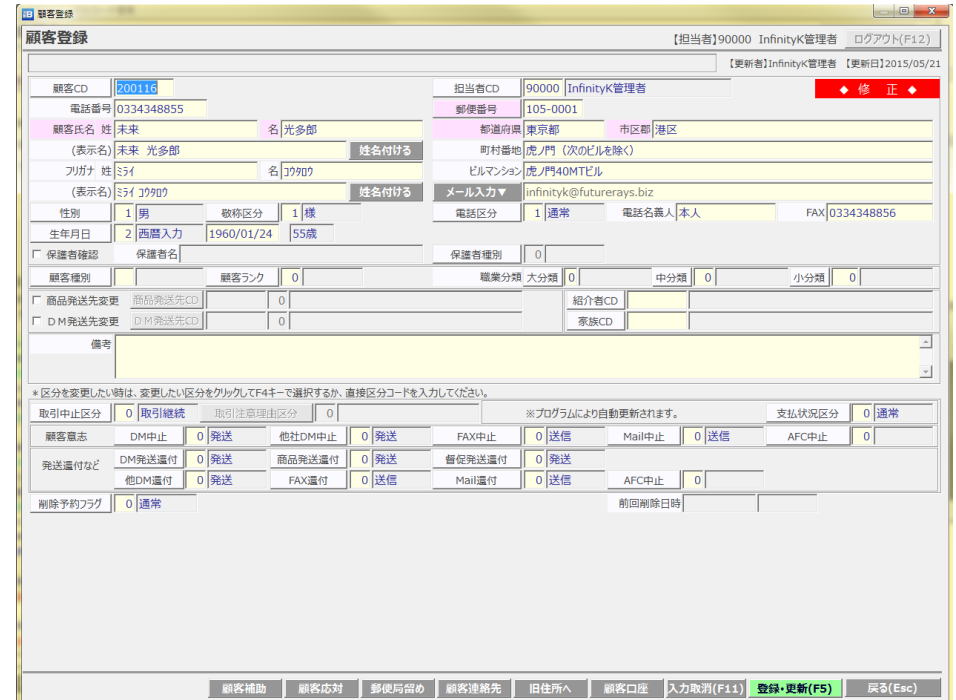 iB 顧客登録
顧客登録 【担当者】90000 InfinityK管理者 ログアウト(F12)
【更新者】InfinityK管理者 【更新日】2015/05/21
顧客CD 200116 担当者CD 90000 InfinityK管理者 ◆ 修 正 ◆
電話番号 0334348855 郵便番号 105-0001
顧客氏名 姓 未来 名 光多郎 都道府県 東京都 市区郡 港区
(表示名) 未来 光多郎 姓名付ける 町村番地 虎ノ門（次のビルを除く）
フリガナ 姓 ﾐﾗｲ 名 ｺｳﾀﾛｳ ビルマンション 虎ノ門40MTビル
(表示名) ﾐﾗｲ ｺｳﾀﾛｳ 姓名付ける メール入力▼ infinityk@futurerays.biz
性別 1 男 敬称区分 1 様 電話区分 1 通常 電話名義人 本人 FAX 0334348856
生年月日 2 西暦入力 1960/01/24 55歳
保護者確認 保護者名 保護者種別 0
顧客種別 顧客ランク 0 職業分類 大分類 0 中分類 0 小分類 0
商品発送先変更 商品発送先CD 0 紹介者CD
DM発送先変更 DM発送先CD 0 家族CD
備考
＊区分を変更したい時は、変更したい区分をクリックしてF4キーで選択するか、直接区分コードを入力してください。
取引中止区分 0 取引継続 取引注意理由区分 0 ※プログラムにより自動更新されます。 支払状況区分 0 通常
顧客意志 DM中止 0 発送 他社DM中止 0 発送 FAX中止 0 送信 Mail中止 0 送信 AFC中止 0
発送還付など DM発送還付 0 発送 商品発送還付 0 発送 督促発送還付 0 発送
他DM還付 0 発送 FAX還付 0 送信 Mail還付 0 送信 AFC中止 0
削除予約フラグ 0 通常 前回削除日時
顧客補助 顧客応対 郵便局留め 顧客連絡先 旧住所へ 顧客口座 入力取消(F11) 登録・更新(F5) 戻る(Esc)